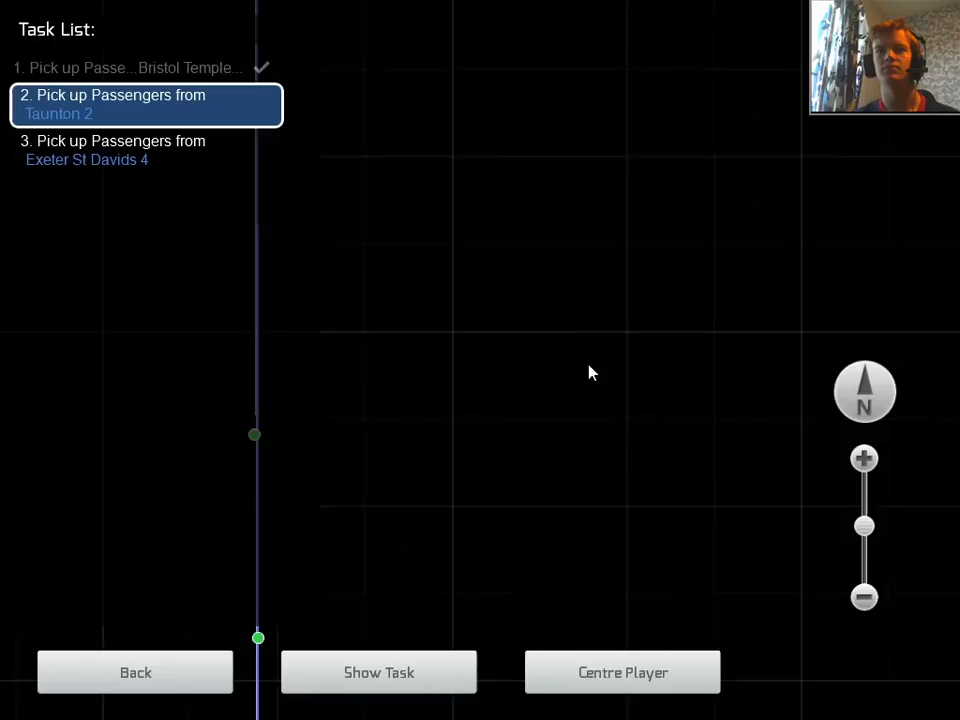 Task List:
1. Pick up Passe...Bristol Temple...
2. Pick up Passengers from
Taunton 2
3. Pick up Passengers from
Exeter St Davids 4
N
Back
Show Task
Centre Player